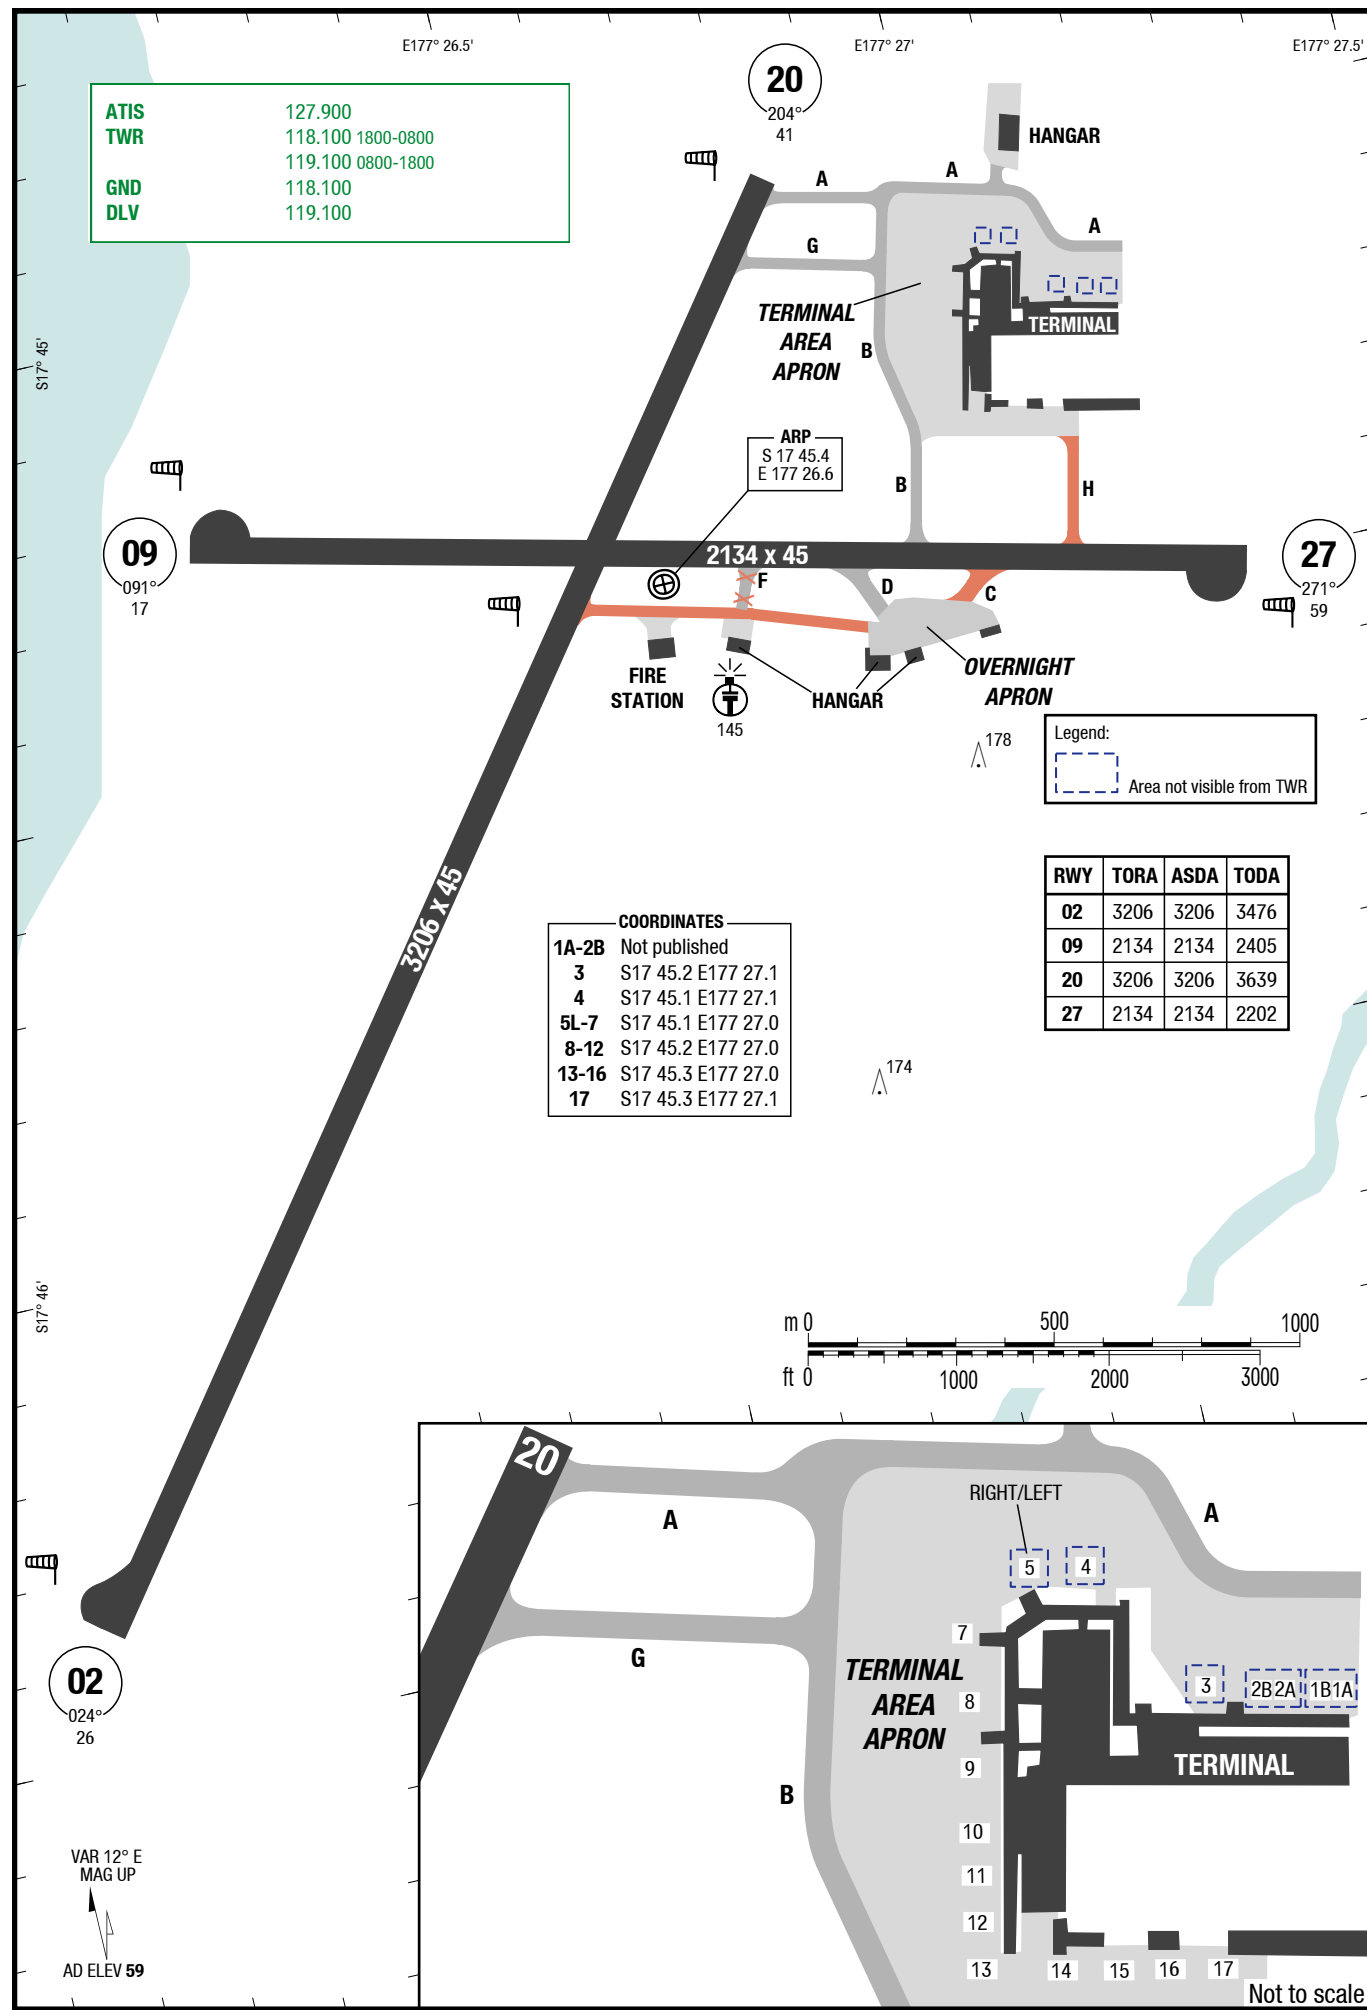 E177° 26.5'
E177° 27'
E177° 27.5'
ATIS 127.900
TWR 118.100 1800-0800
119.100 0800-1800
GND 118.100
DLV 119.100
20
204°
41
HANGAR
A
A
A
G
TERMINAL
AREA
APRON
TERMINAL
B
S17° 45'
ARP
S 17 45.4
E 177 26.6
B
H
09
091°
17
2134 x 45
27
271°
59
F
D
C
FIRE
STATION
145
HANGAR
OVERNIGHT
APRON
178
Legend:
Area not visible from TWR
RWY TORA ASDA TODA
02 3206 3206 3476
09 2134 2134 2405
20 3206 3206 3639
27 2134 2134 2202
3206 x 45
COORDINATES
1A-2B Not published
3 S17 45.2 E177 27.1
4 S17 45.1 E177 27.1
5L-7 S17 45.1 E177 27.0
8-12 S17 45.2 E177 27.0
13-16 S17 45.3 E177 27.0
17 S17 45.3 E177 27.1
174
S17° 46'
m 0 500 1000
ft 0 1000 2000 3000
02
024°
26
VAR 12° E
MAG UP
AD ELEV 59
20
RIGHT/LEFT
A
A
5
4
7
G
TERMINAL
AREA
APRON
3
2B 2A
1B 1A
8
9
TERMINAL
B
10
11
12
13
14
15
16
17
Not to scale